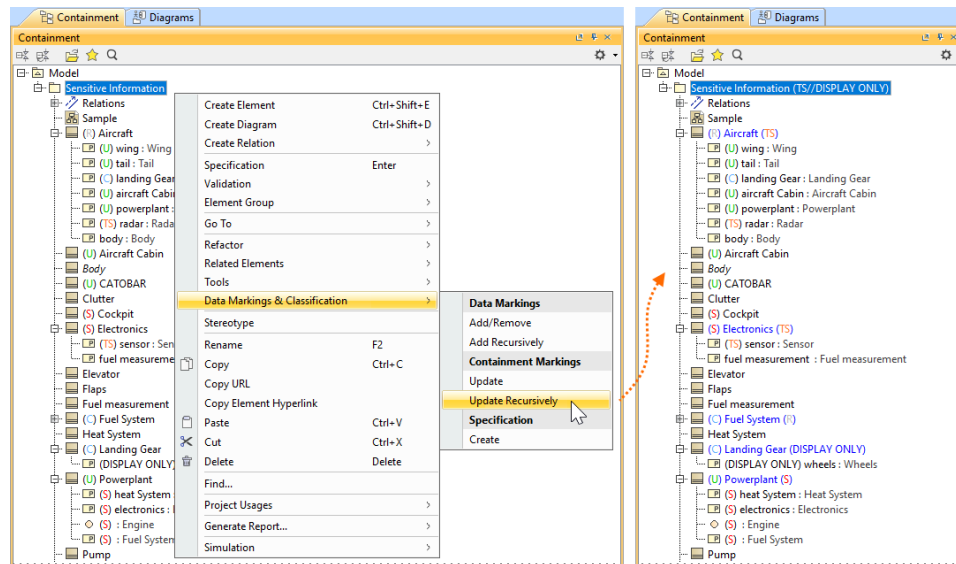 Containment Diagrams
Containment
Model
Sensitive Information
Relations
Sample
(R) Aircraft
(U) wing : Wing
(U) tail : Tail
(C) landing Gear
(U) aircraft Cabi
(U) powerplant :
(TS) radar : Rada
body : Body
(U) Aircraft Cabin
Body
(U) CATOBAR
Clutter
(S) Cockpit
(S) Electronics
(TS) sensor : Sen
fuel measureme
Elevator
Flaps
Fuel measurement
(C) Fuel System
Heat System
(C) Landing Gear
(DISPLAY ONLY)
(U) Powerplant
(S) heat System
(S) electronics :
(S) : Engine
(S) : Fuel System
Pump
Create Element Ctrl+Shift+E
Create Diagram Ctrl+Shift+D
Create Relation
Specification Enter
Validation
Element Group
Go To
Refactor
Related Elements
Tools
Data Markings & Classification
Stereotype
Rename F2
Copy Ctrl+C
Copy URL
Copy Element Hyperlink
Paste Ctrl+V
Cut Ctrl+X
Delete Delete
Find...
Project Usages
Generate Report...
Simulation
Data Markings
Add/Remove
Add Recursively
Containment Markings
Update
Update Recursively
Specification
Create
Containment Diagrams
Containment
Model
Sensitive Information (TS//DISPLAY ONLY)
Relations
Sample
(R) Aircraft (TS)
(U) wing : Wing
(U) tail : Tail
(C) landing Gear : Landing Gear
(U) aircraft Cabin : Aircraft Cabin
(U) powerplant : Powerplant
(TS) radar : Radar
body : Body
(U) Aircraft Cabin
Body
(U) CATOBAR
Clutter
(S) Cockpit
(S) Electronics (TS)
(TS) sensor : Sensor
fuel measurement : Fuel measurement
Elevator
Flaps
Fuel measurement
(C) Fuel System (R)
Heat System
(C) Landing Gear (DISPLAY ONLY)
(DISPLAY ONLY) wheels : Wheels
(U) Powerplant (S)
(S) heat System : Heat System
(S) electronics : Electronics
(S) : Engine
(S) : Fuel System
Pump